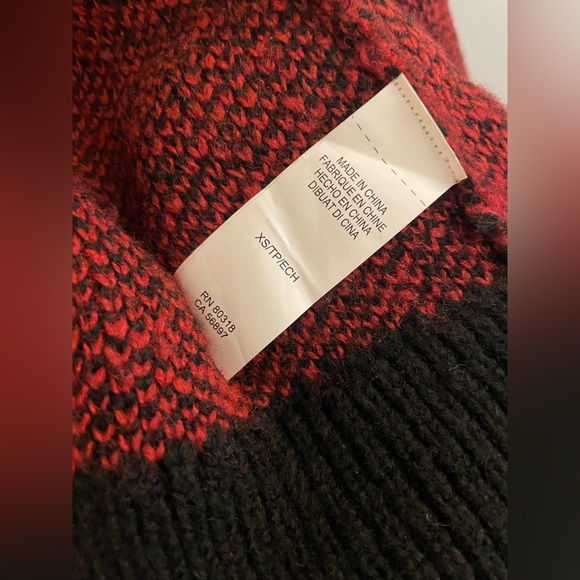 MADE IN CHINA
FABRIQUE EN CHINE
HECHO EN CHINA
DIBUAT DI CINA
XS/TP/ECH
RN 80318
CA 56897